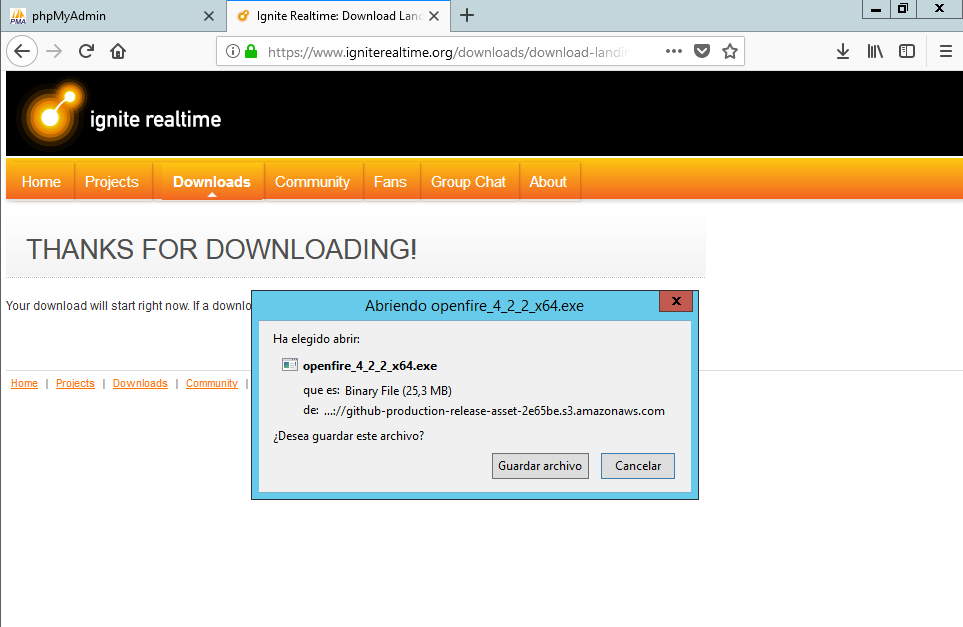 PMA
phpMyAdmin
Ignite Realtime: Download Lan
https://www.igniterealtime.org/downloads/download-landin
ignite realtime
Home Projects Downloads Community Fans Group Chat About
THANKS FOR DOWNLOADING!
Your download will start right now. If a downlo
Abriendo openfire_4_2_2_x64.exe
Ha elegido abrir:
openfire_4_2_2_x64.exe
que es: Binary File (25,3 MB)
de: ...://github-production-release-asset-2e65be.s3.amazonaws.com
¿Desea guardar este archivo?
Guardar archivo Cancelar
Home | Projects | Downloads | Community |